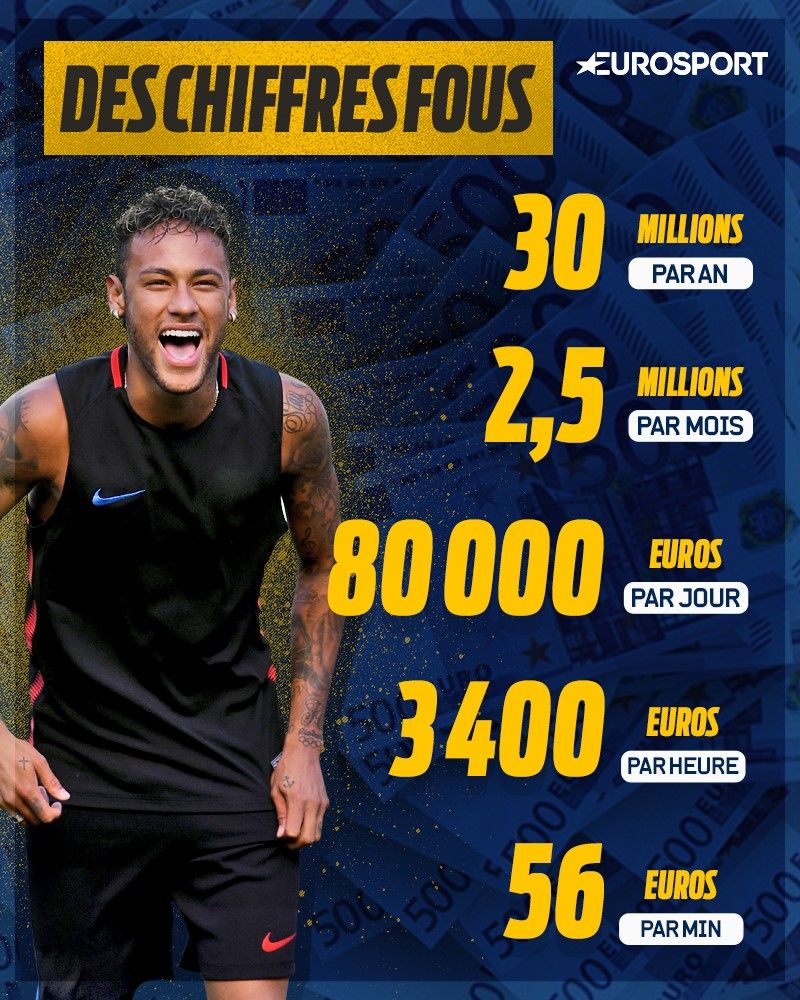 DES CHIFFRES FOUS
EUROSPORT
30 MILLIONS
PAR AN
2,5 MILLIONS
PAR MOIS
80 000 EUROS
PAR JOUR
3 400 EUROS
PAR HEURE
56 EUROS
PAR MIN